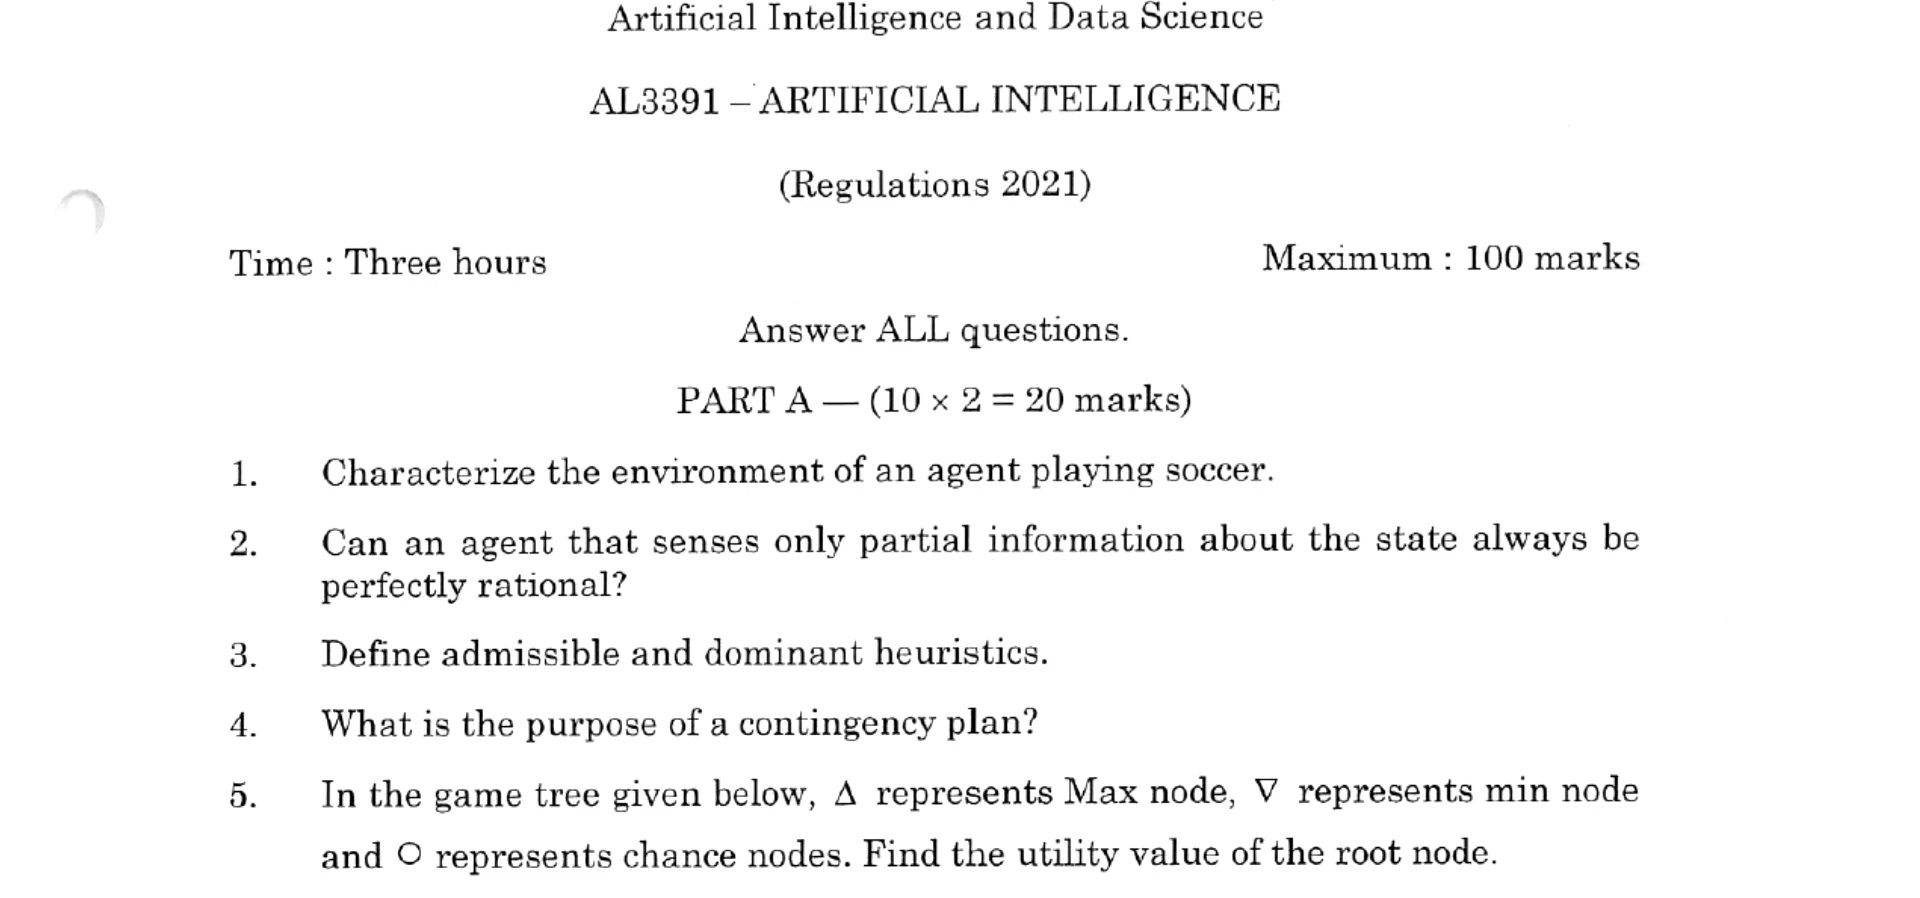 Artificial Intelligence and Data Science
AL3391 – ARTIFICIAL INTELLIGENCE
(Regulations 2021)
Time : Three hours
Maximum : 100 marks
Answer ALL questions.
PART A — (10 × 2 = 20 marks)
1. Characterize the environment of an agent playing soccer.
2. Can an agent that senses only partial information about the state always be
perfectly rational?
3. Define admissible and dominant heuristics.
4. What is the purpose of a contingency plan?
5. In the game tree given below, Δ represents Max node, ∇ represents min node
and O represents chance nodes. Find the utility value of the root node.